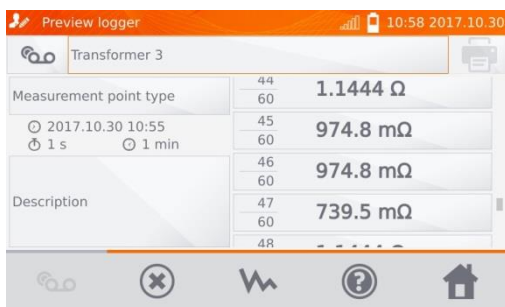 Preview logger 10:58 2017.10.30
Transformer 3
Measurement point type
2017.10.30 10:55
1 s 1 min
Description
44
60 1.1444 Ω
45
60 974.8 mΩ
46
60 974.8 mΩ
47
60 739.5 mΩ
48